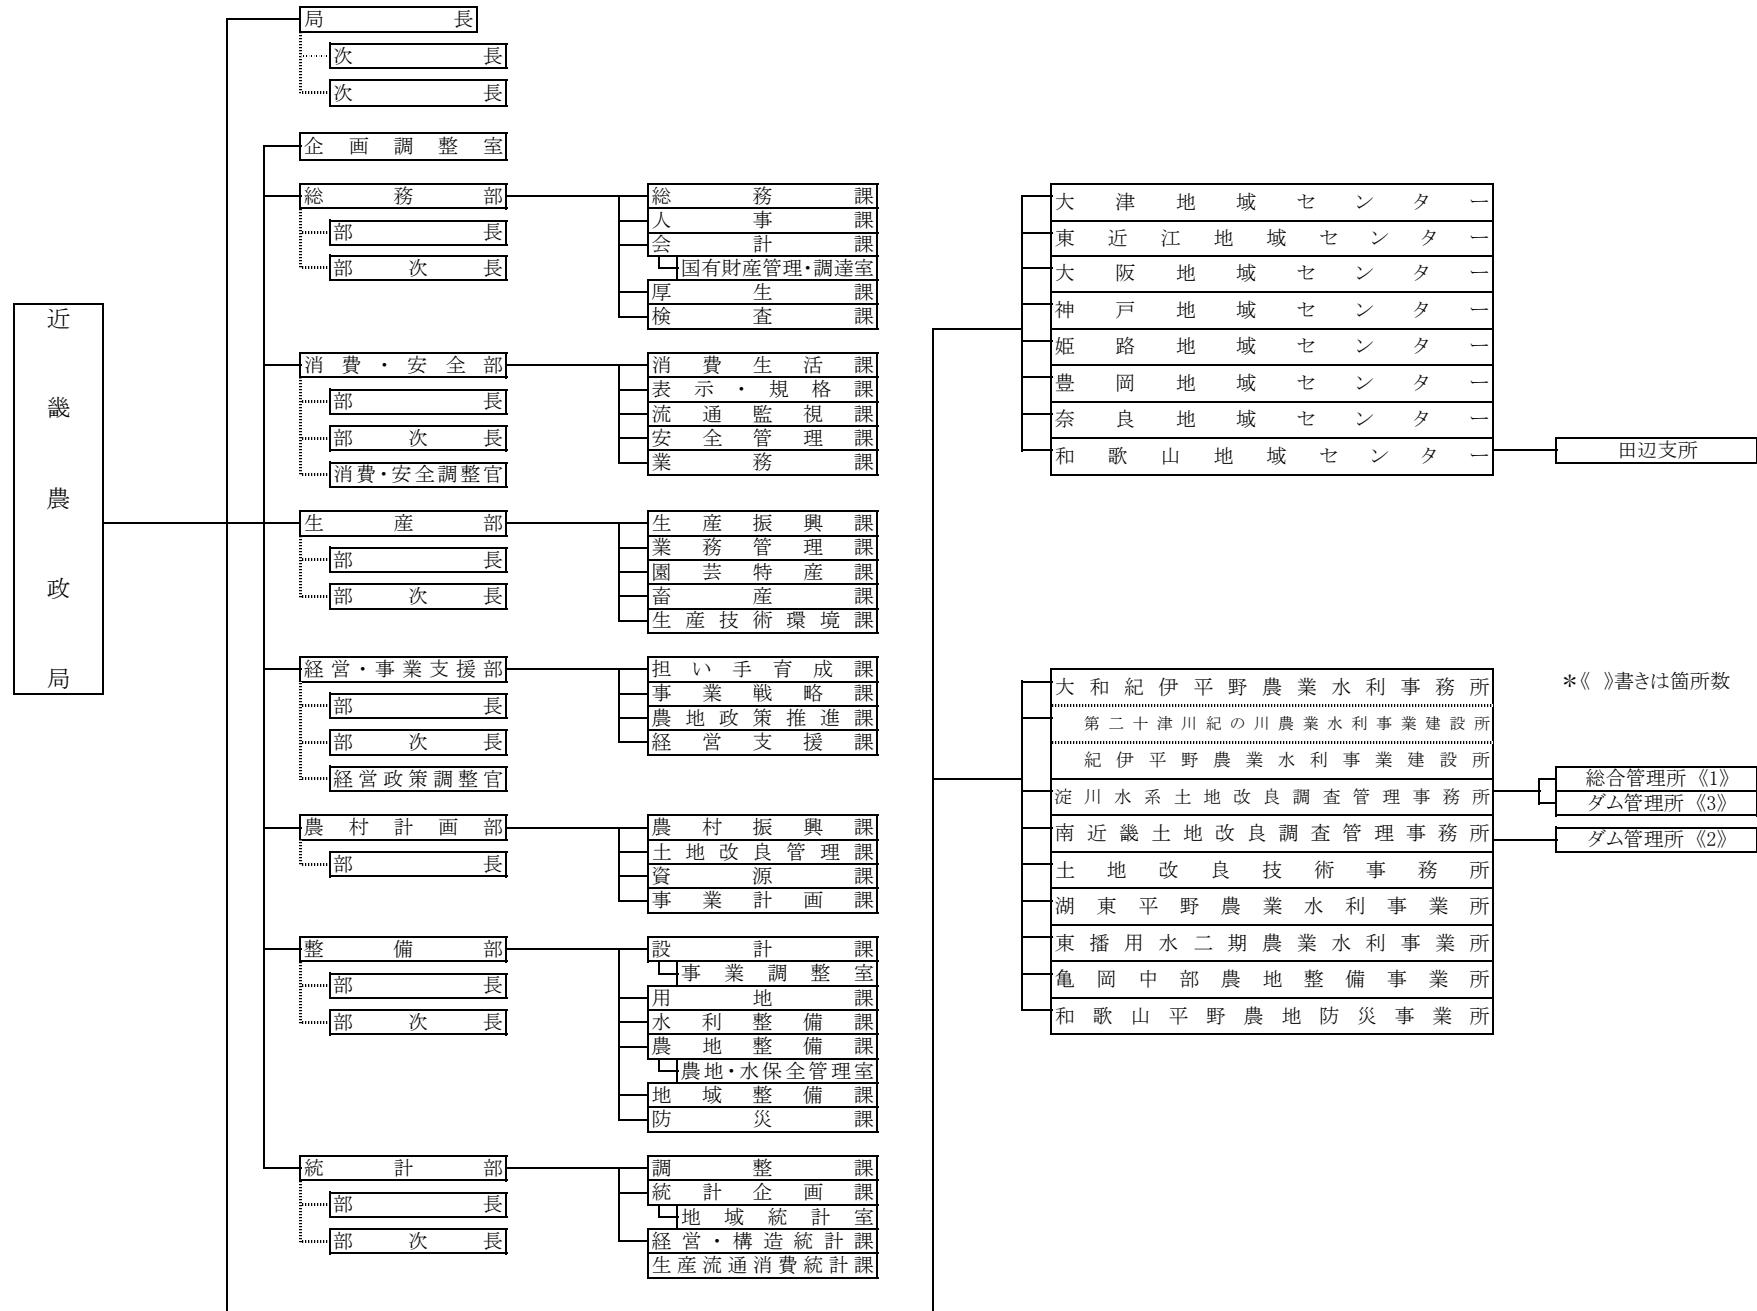 近畿農政局
局長
次長
次長
企画調整室
総務部
部長
部次長
総務課
人事課
会計課
国有財産管理・調達室
厚生課
検査課
消費・安全部
部長
部次長
消費・安全調整官
消費生活課
表示・規格課
流通監視課
安全管理課
業務課
生産部
部長
部次長
生産振興課
業務管理課
園芸特産課
畜産課
生産技術環境課
経営・事業支援部
部長
部次長
経営政策調整官
担い手育成課
事業戦略課
農地政策推進課
経営支援課
農村計画部
部長
農村振興課
土地改良管理課
資源課
事業計画課
整備部
部長
部次長
設計課
事業調整室
用地課
水利整備課
農地整備課
農地・水保全管理室
地域整備課
防災課
統計部
部長
部次長
調整課
統計企画課
地域統計室
経営・構造統計課
生産流通消費統計課
大津地域センター
東近江地域センター
大阪地域センター
神戸地域センター
姫路地域センター
豊岡地域センター
奈良地域センター
和歌山地域センター
田辺支所
大和紀伊平野農業水利事務所
第二十津川紀の川農業水利事業建設所
紀伊平野農業水利事業建設所
淀川水系土地改良調査管理事務所
南近畿土地改良調査管理事務所
土地改良技術事務所
湖東平野農業水利事業所
東播用水二期農業水利事業所
亀岡中部農地整備事業所
和歌山平野農地防災事業所
＊《 》書きは箇所数
総合管理所《1》
ダム管理所《3》
ダム管理所《2》